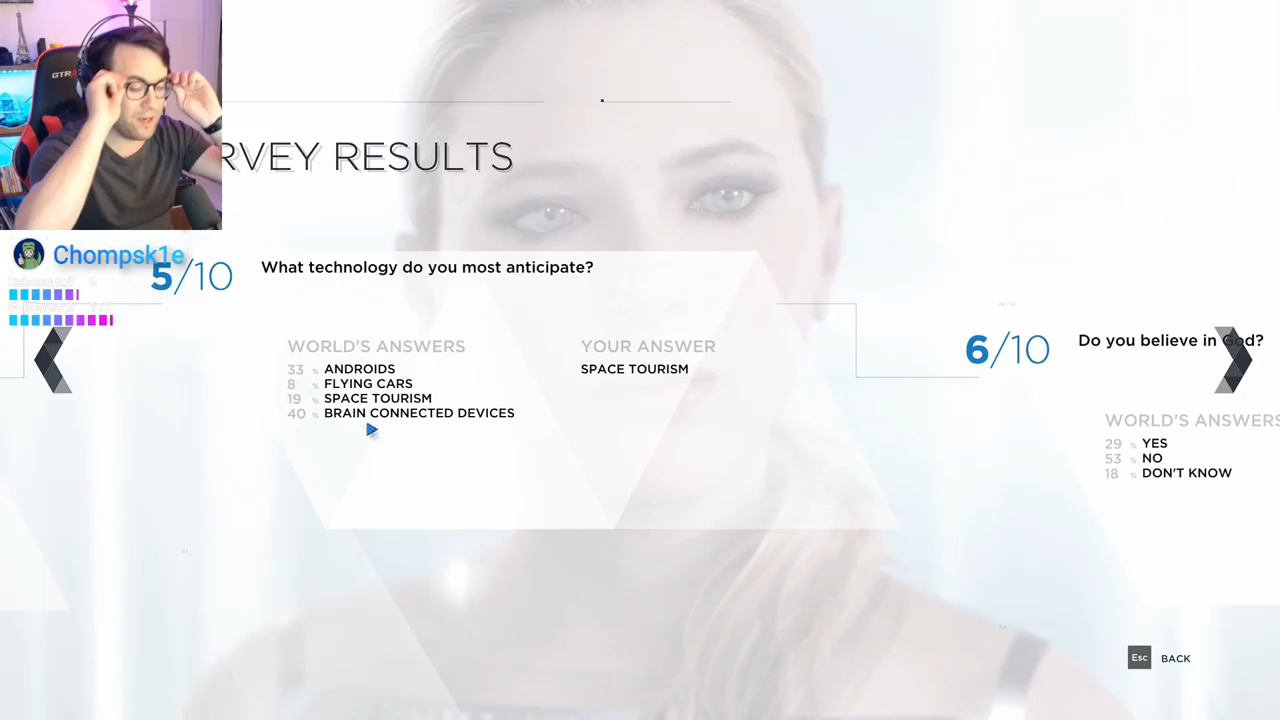 GTR
RVEY RESULTS
Chompsk1e
5/10
What technology do you most anticipate?
WORLD'S ANSWERS
33 % ANDROIDS
8 % FLYING CARS
19 % SPACE TOURISM
40 % BRAIN CONNECTED DEVICES
YOUR ANSWER
SPACE TOURISM
6/10
Do you believe in God?
WORLD'S ANSWERS
29 % YES
53 % NO
18 % DON'T KNOW
Esc BACK